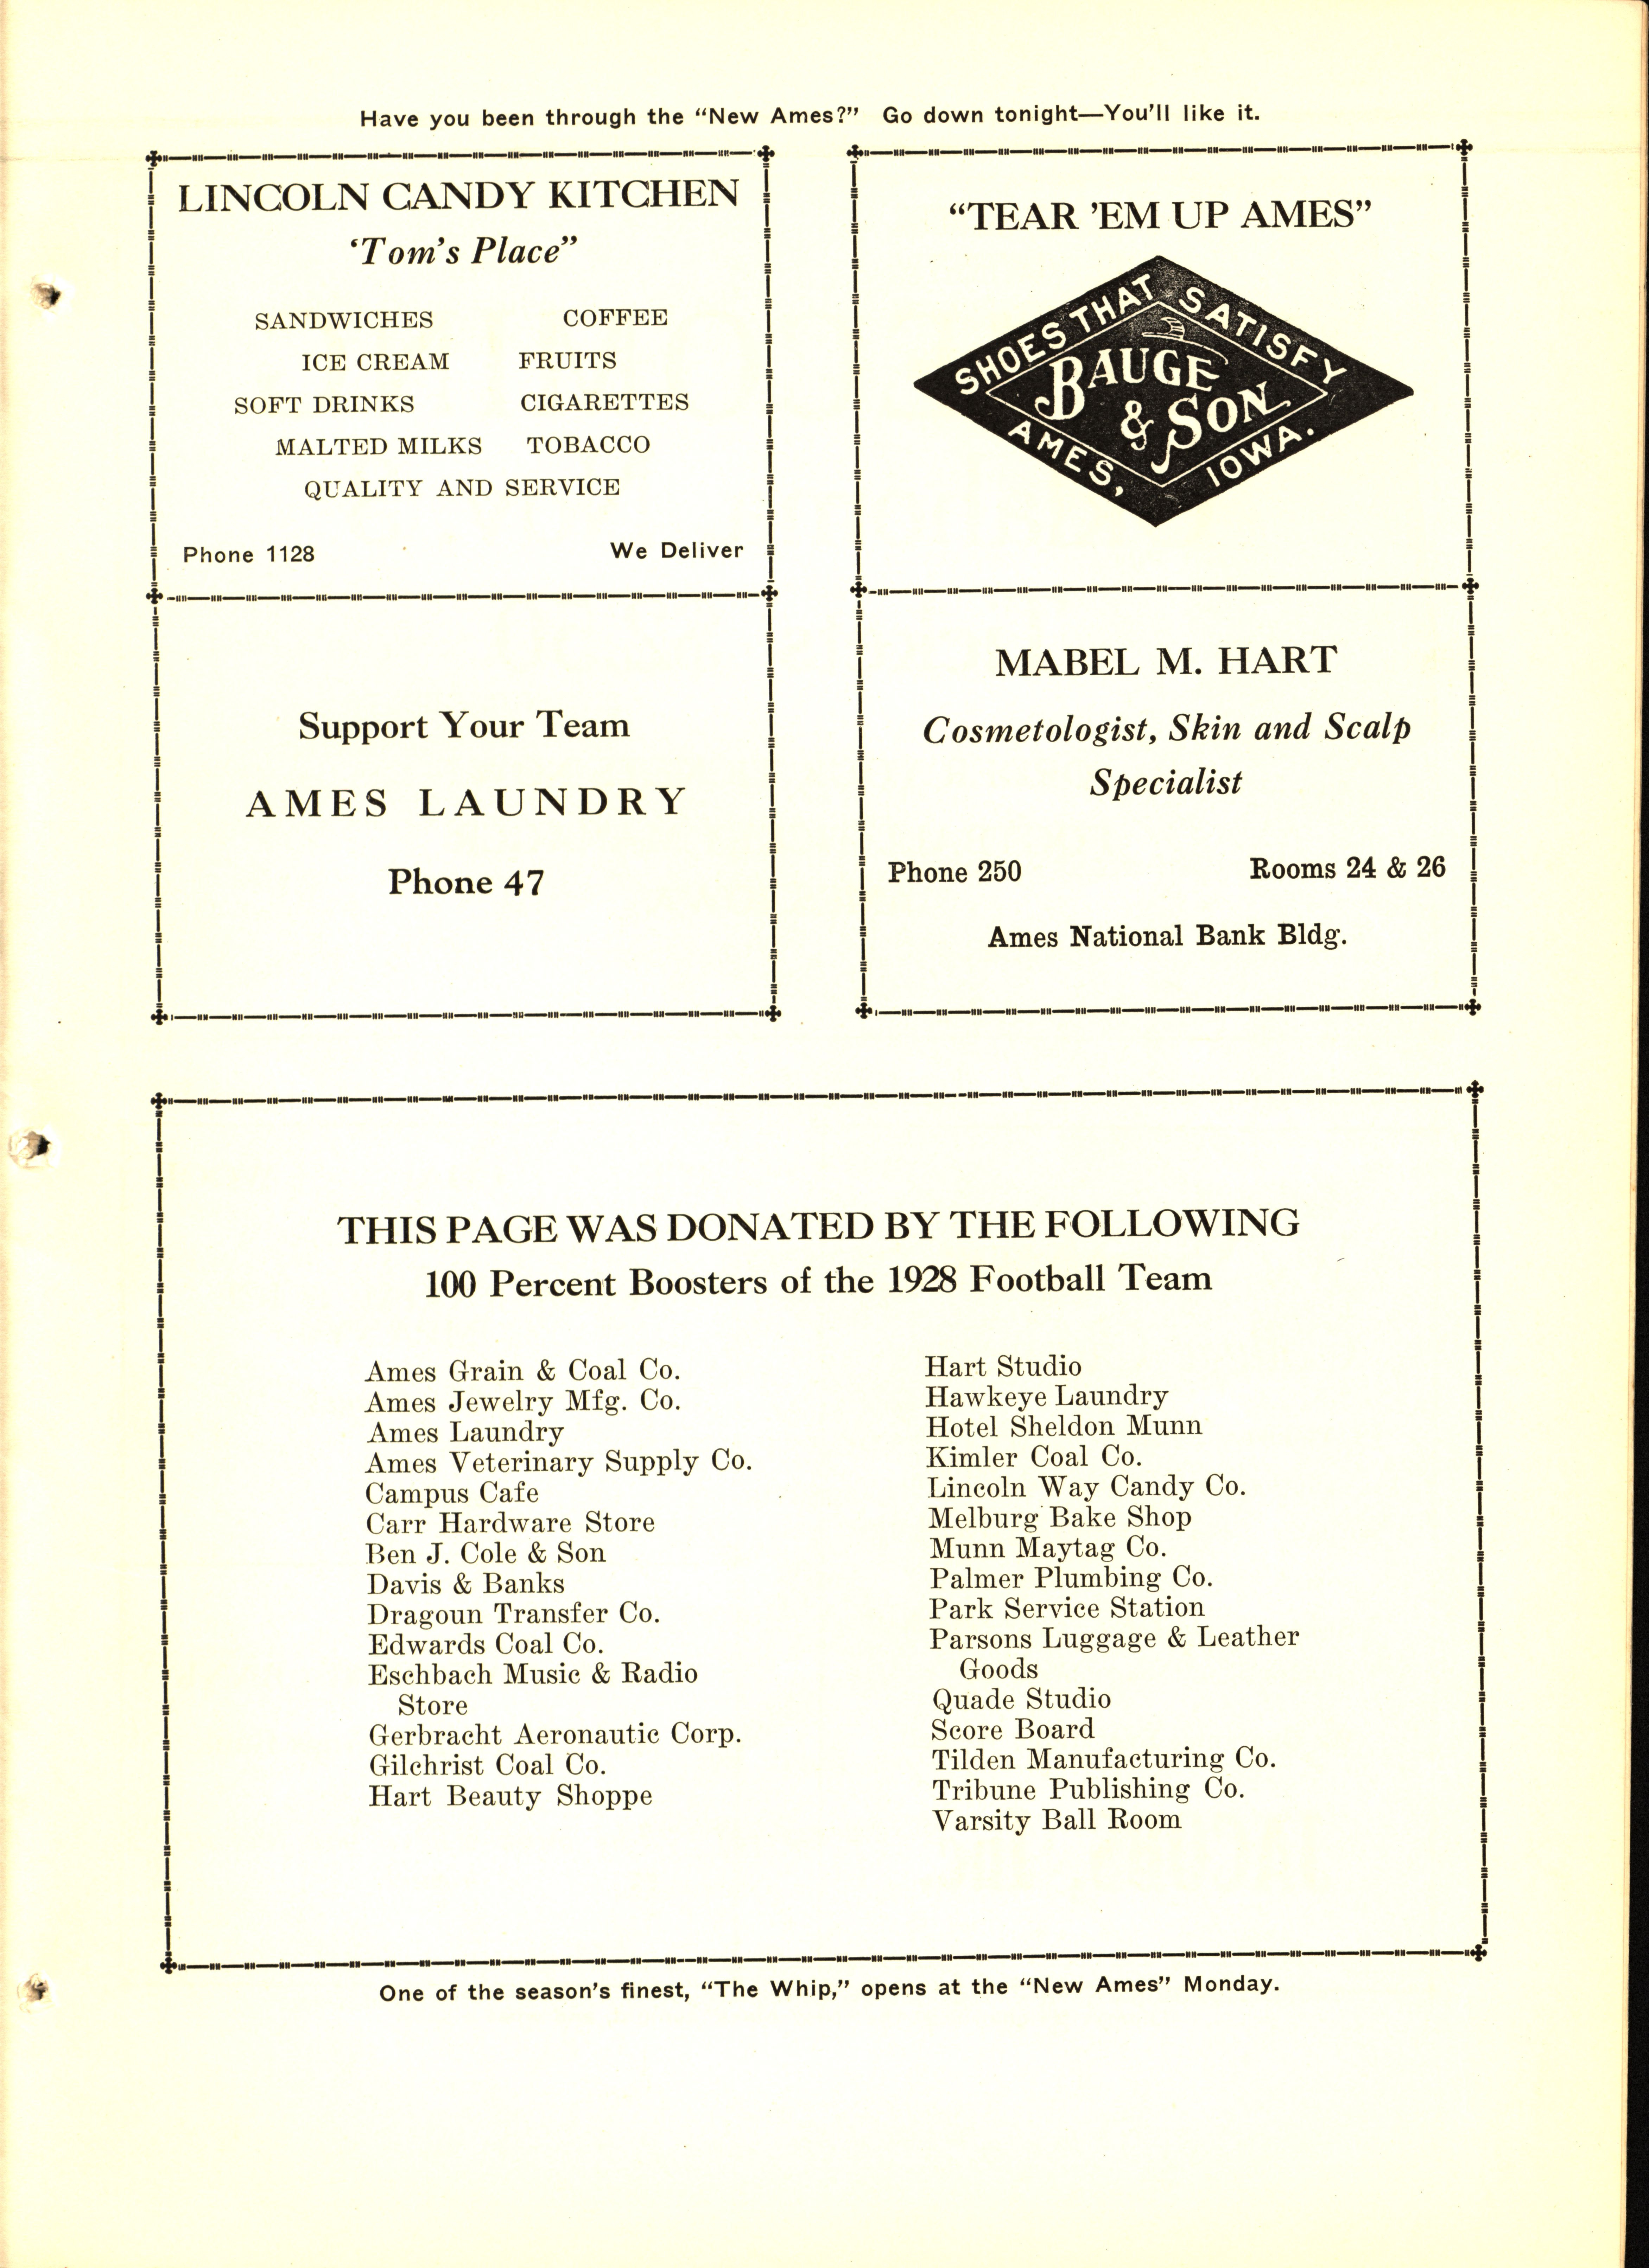 Have you been through the “New Ames?” Go down tonight—You'll like it.
LINCOLN CANDY KITCHEN
‘Tom's Place”
SANDWICHES COFFEE
ICE CREAM FRUITS
SOFT DRINKS CIGARETTES
MALTED MILKS TOBACCO
QUALITY AND SERVICE
Phone 1128 We Deliver
“TEAR 'EM UP AMES”
SHOES THAT SATISFY
BAUGE
& SON
AMES, IOWA.
Support Your Team
AMES LAUNDRY
Phone 47
MABEL M. HART
Cosmetologist, Skin and Scalp
Specialist
Phone 250 Rooms 24 & 26
Ames National Bank Bldg.
THIS PAGE WAS DONATED BY THE FOLLOWING
100 Percent Boosters of the 1928 Football Team
Ames Grain & Coal Co.
Ames Jewelry Mfg. Co.
Ames Laundry
Ames Veterinary Supply Co.
Campus Cafe
Carr Hardware Store
Ben J. Cole & Son
Davis & Banks
Dragoun Transfer Co.
Edwards Coal Co.
Eschbach Music & Radio
Store
Gerbracht Aeronautic Corp.
Gilchrist Coal Co.
Hart Beauty Shoppe
Hart Studio
Hawkeye Laundry
Hotel Sheldon Munn
Kimler Coal Co.
Lincoln Way Candy Co.
Melburg Bake Shop
Munn Maytag Co.
Palmer Plumbing Co.
Park Service Station
Parsons Luggage & Leather
Goods
Quade Studio
Score Board
Tilden Manufacturing Co.
Tribune Publishing Co.
Varsity Ball Room
One of the season's finest, “The Whip,” opens at the “New Ames” Monday.